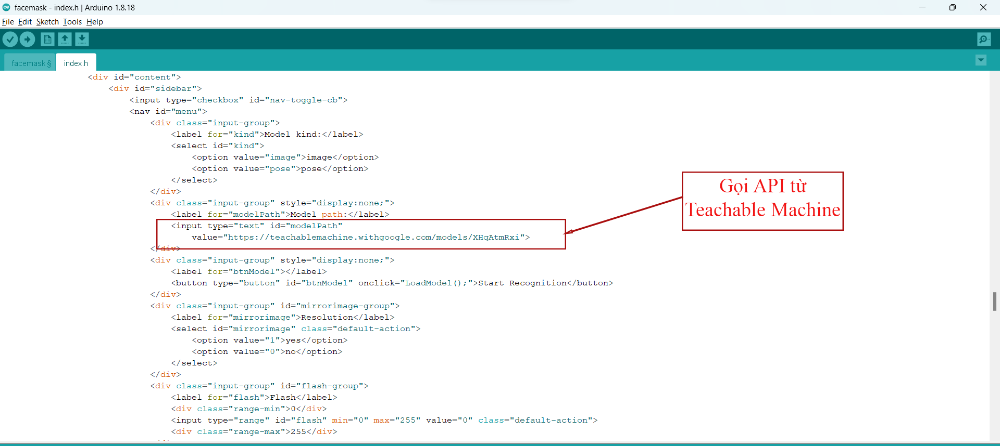 facemask - index.h | Arduino 1.8.18
File Edit Sketch Tools Help
facemask §
index.h
<div id="content">
<div id="sidebar">
<input type="checkbox" id="nav-toggle-cb">
<nav id="menu">
<div class="input-group">
<label for="kind">Model kind:</label>
<select id="kind">
<option value="image">image</option>
<option value="pose">pose</option>
</select>
</div>
<div class="input-group" style="display:none;">
<label for="modelPath">Model path:</label>
<input type="text" id="modelPath"
value="https://teachablemachine.withgoogle.com/models/XHqAtmRxi">
</div>
<div class="input-group" style="display:none;">
<label for="btnModel"></label>
<button type="button" id="btnModel" onclick="LoadModel();">Start Recognition</button>
</div>
<div class="input-group" id="mirrorimage-group">
<label for="mirrorimage">Resolution</label>
<select id="mirrorimage" class="default-action">
<option value="1">yes</option>
<option value="0">no</option>
</select>
</div>
<div class="input-group" id="flash-group">
<label for="flash">Flash</label>
<div class="range-min">0</div>
<input type="range" id="flash" min="0" max="255" value="0" class="default-action">
<div class="range-max">255</div>
Gọi API từ
Teachable Machine